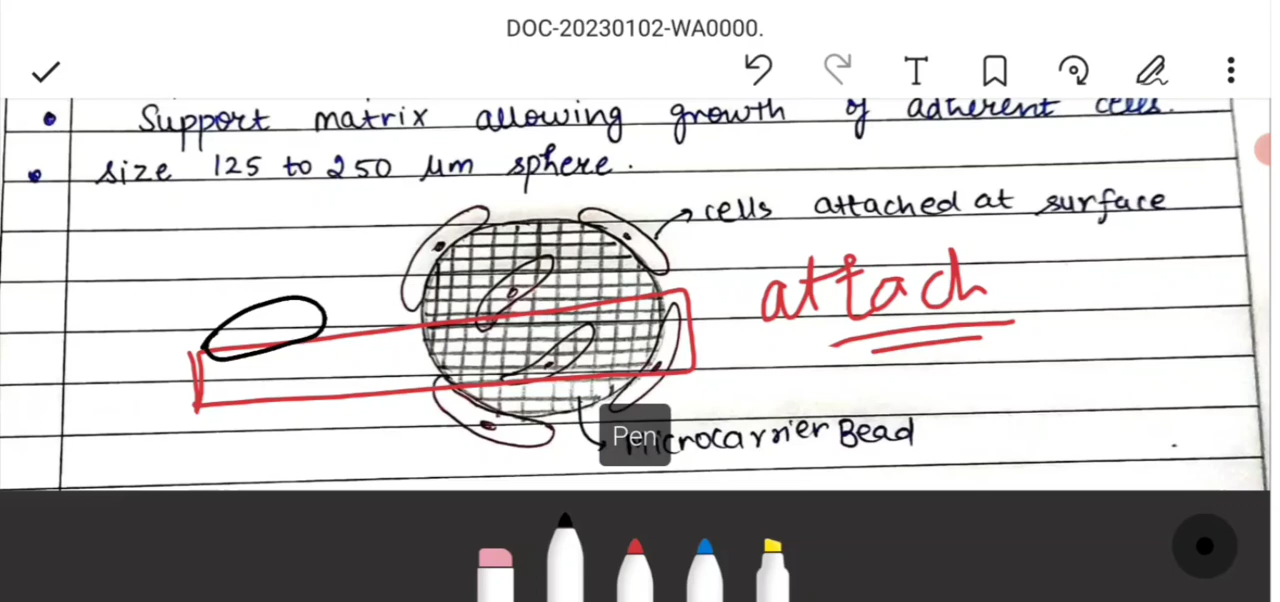 DOC-20230102-WA0000.
T
• Support matrix allowing growth of adherent cells.
• size 125 to 250 µm sphere.
cells attached at surface
attach
Pen
Microcarrier Bead